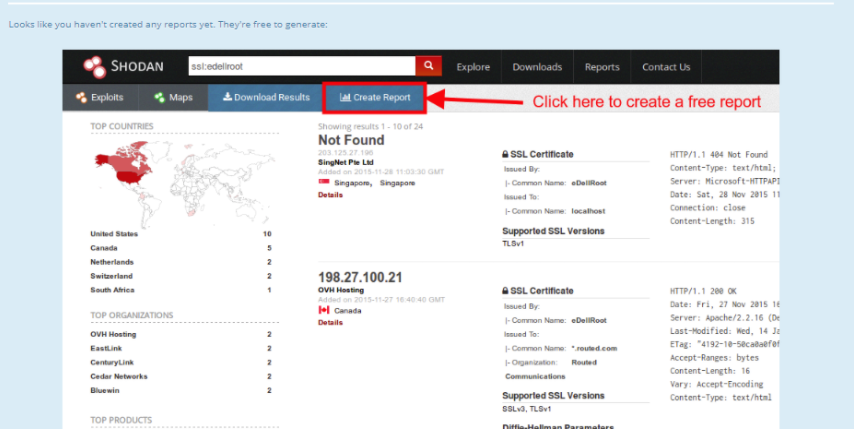 Looks like you haven't created any reports yet. They're free to generate:
SHODAN ssl:edellroot Explore Downloads Reports Contact Us
Exploits Maps Download Results Create Report Click here to create a free report
TOP COUNTRIES
United States 10
Canada 5
Netherlands 2
Switzerland 2
South Africa 1
TOP ORGANIZATIONS
OVH Hosting 2
EastLink 2
CenturyLink 2
Cedar Networks 2
Bluewin 2
TOP PRODUCTS
Showing results 1 - 10 of 24
Not Found
203.125.27.196
SingNet Pte Ltd
Added on 2015-11-28 11:03:30 GMT
Singapore, Singapore
Details
SSL Certificate
Issued By:
|- Common Name: eDellRoot
Issued To:
|- Common Name: localhost
Supported SSL Versions
TLSv1
HTTP/1.1 404 Not Found
Content-Type: text/html;
Server: Microsoft-HTTPAPI
Date: Sat, 28 Nov 2015 11
Connection: close
Content-Length: 315
198.27.100.21
OVH Hosting
Added on 2015-11-27 16:40:40 GMT
Canada
Details
SSL Certificate
Issued By:
|- Common Name: eDellRoot
Issued To:
|- Common Name: *.routed.com
|- Organization: Routed
Communications
Supported SSL Versions
SSLv3, TLSv1
Diffie-Hellman Parameters
HTTP/1.1 200 OK
Date: Fri, 27 Nov 2015 16
Server: Apache/2.2.16 (De
Last-Modified: Wed, 14 Ja
ETag: "4192-10-50ca0a0f0f
Accept-Ranges: bytes
Content-Length: 16
Vary: Accept-Encoding
Content-Type: text/html